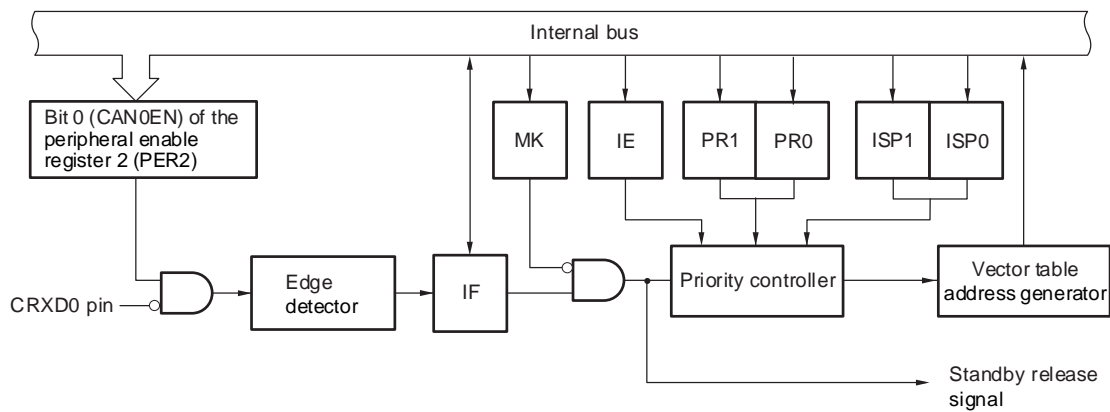 Internal bus
Bit 0 (CAN0EN) of the
peripheral enable
register 2 (PER2)
MK
IE
PR1
PR0
ISP1
ISP0
CRXD0 pin
Edge
detector
IF
Priority controller
Vector table
address generator
Standby release
signal